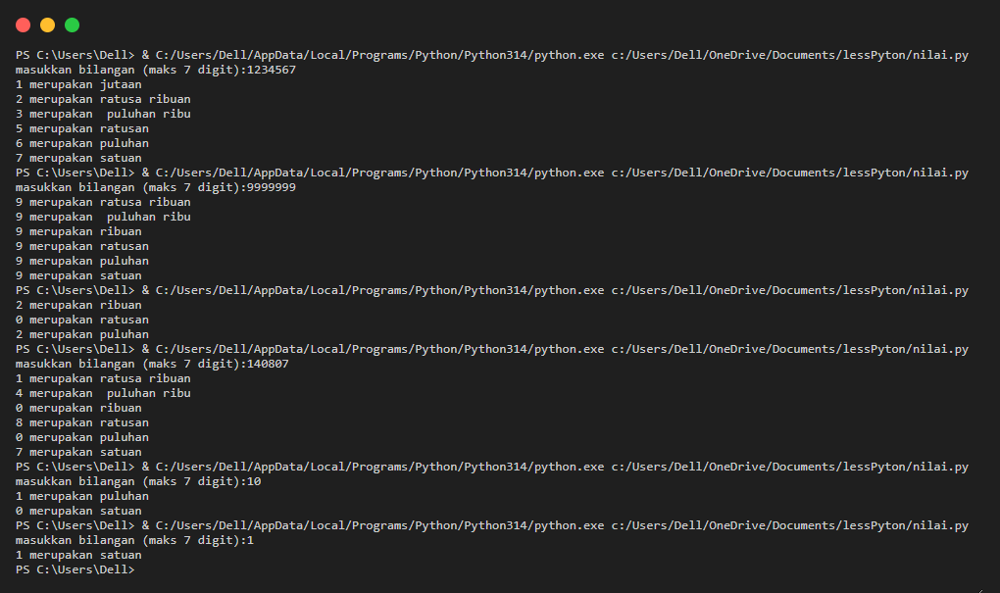 PS C:\Users\Dell> & C:/Users/Dell/AppData/Local/Programs/Python/Python314/python.exe c:/Users/Dell/OneDrive/Documents/lessPyton/nilai.py
masukkan bilangan (maks 7 digit):1234567
1 merupakan jutaan
2 merupakan ratusa ribuan
3 merupakan  puluhan ribu
5 merupakan ratusan
6 merupakan puluhan
7 merupakan satuan
PS C:\Users\Dell> & C:/Users/Dell/AppData/Local/Programs/Python/Python314/python.exe c:/Users/Dell/OneDrive/Documents/lessPyton/nilai.py
masukkan bilangan (maks 7 digit):9999999
9 merupakan ratusa ribuan
9 merupakan  puluhan ribu
9 merupakan ribuan
9 merupakan ratusan
9 merupakan puluhan
9 merupakan satuan
PS C:\Users\Dell> & C:/Users/Dell/AppData/Local/Programs/Python/Python314/python.exe c:/Users/Dell/OneDrive/Documents/lessPyton/nilai.py
2 merupakan ribuan
0 merupakan ratusan
2 merupakan puluhan
PS C:\Users\Dell> & C:/Users/Dell/AppData/Local/Programs/Python/Python314/python.exe c:/Users/Dell/OneDrive/Documents/lessPyton/nilai.py
masukkan bilangan (maks 7 digit):140807
1 merupakan ratusa ribuan
4 merupakan  puluhan ribu
0 merupakan ribuan
8 merupakan ratusan
0 merupakan puluhan
7 merupakan satuan
PS C:\Users\Dell> & C:/Users/Dell/AppData/Local/Programs/Python/Python314/python.exe c:/Users/Dell/OneDrive/Documents/lessPyton/nilai.py
masukkan bilangan (maks 7 digit):10
1 merupakan puluhan
0 merupakan satuan
PS C:\Users\Dell> & C:/Users/Dell/AppData/Local/Programs/Python/Python314/python.exe c:/Users/Dell/OneDrive/Documents/lessPyton/nilai.py
masukkan bilangan (maks 7 digit):1
1 merupakan satuan
PS C:\Users\Dell>